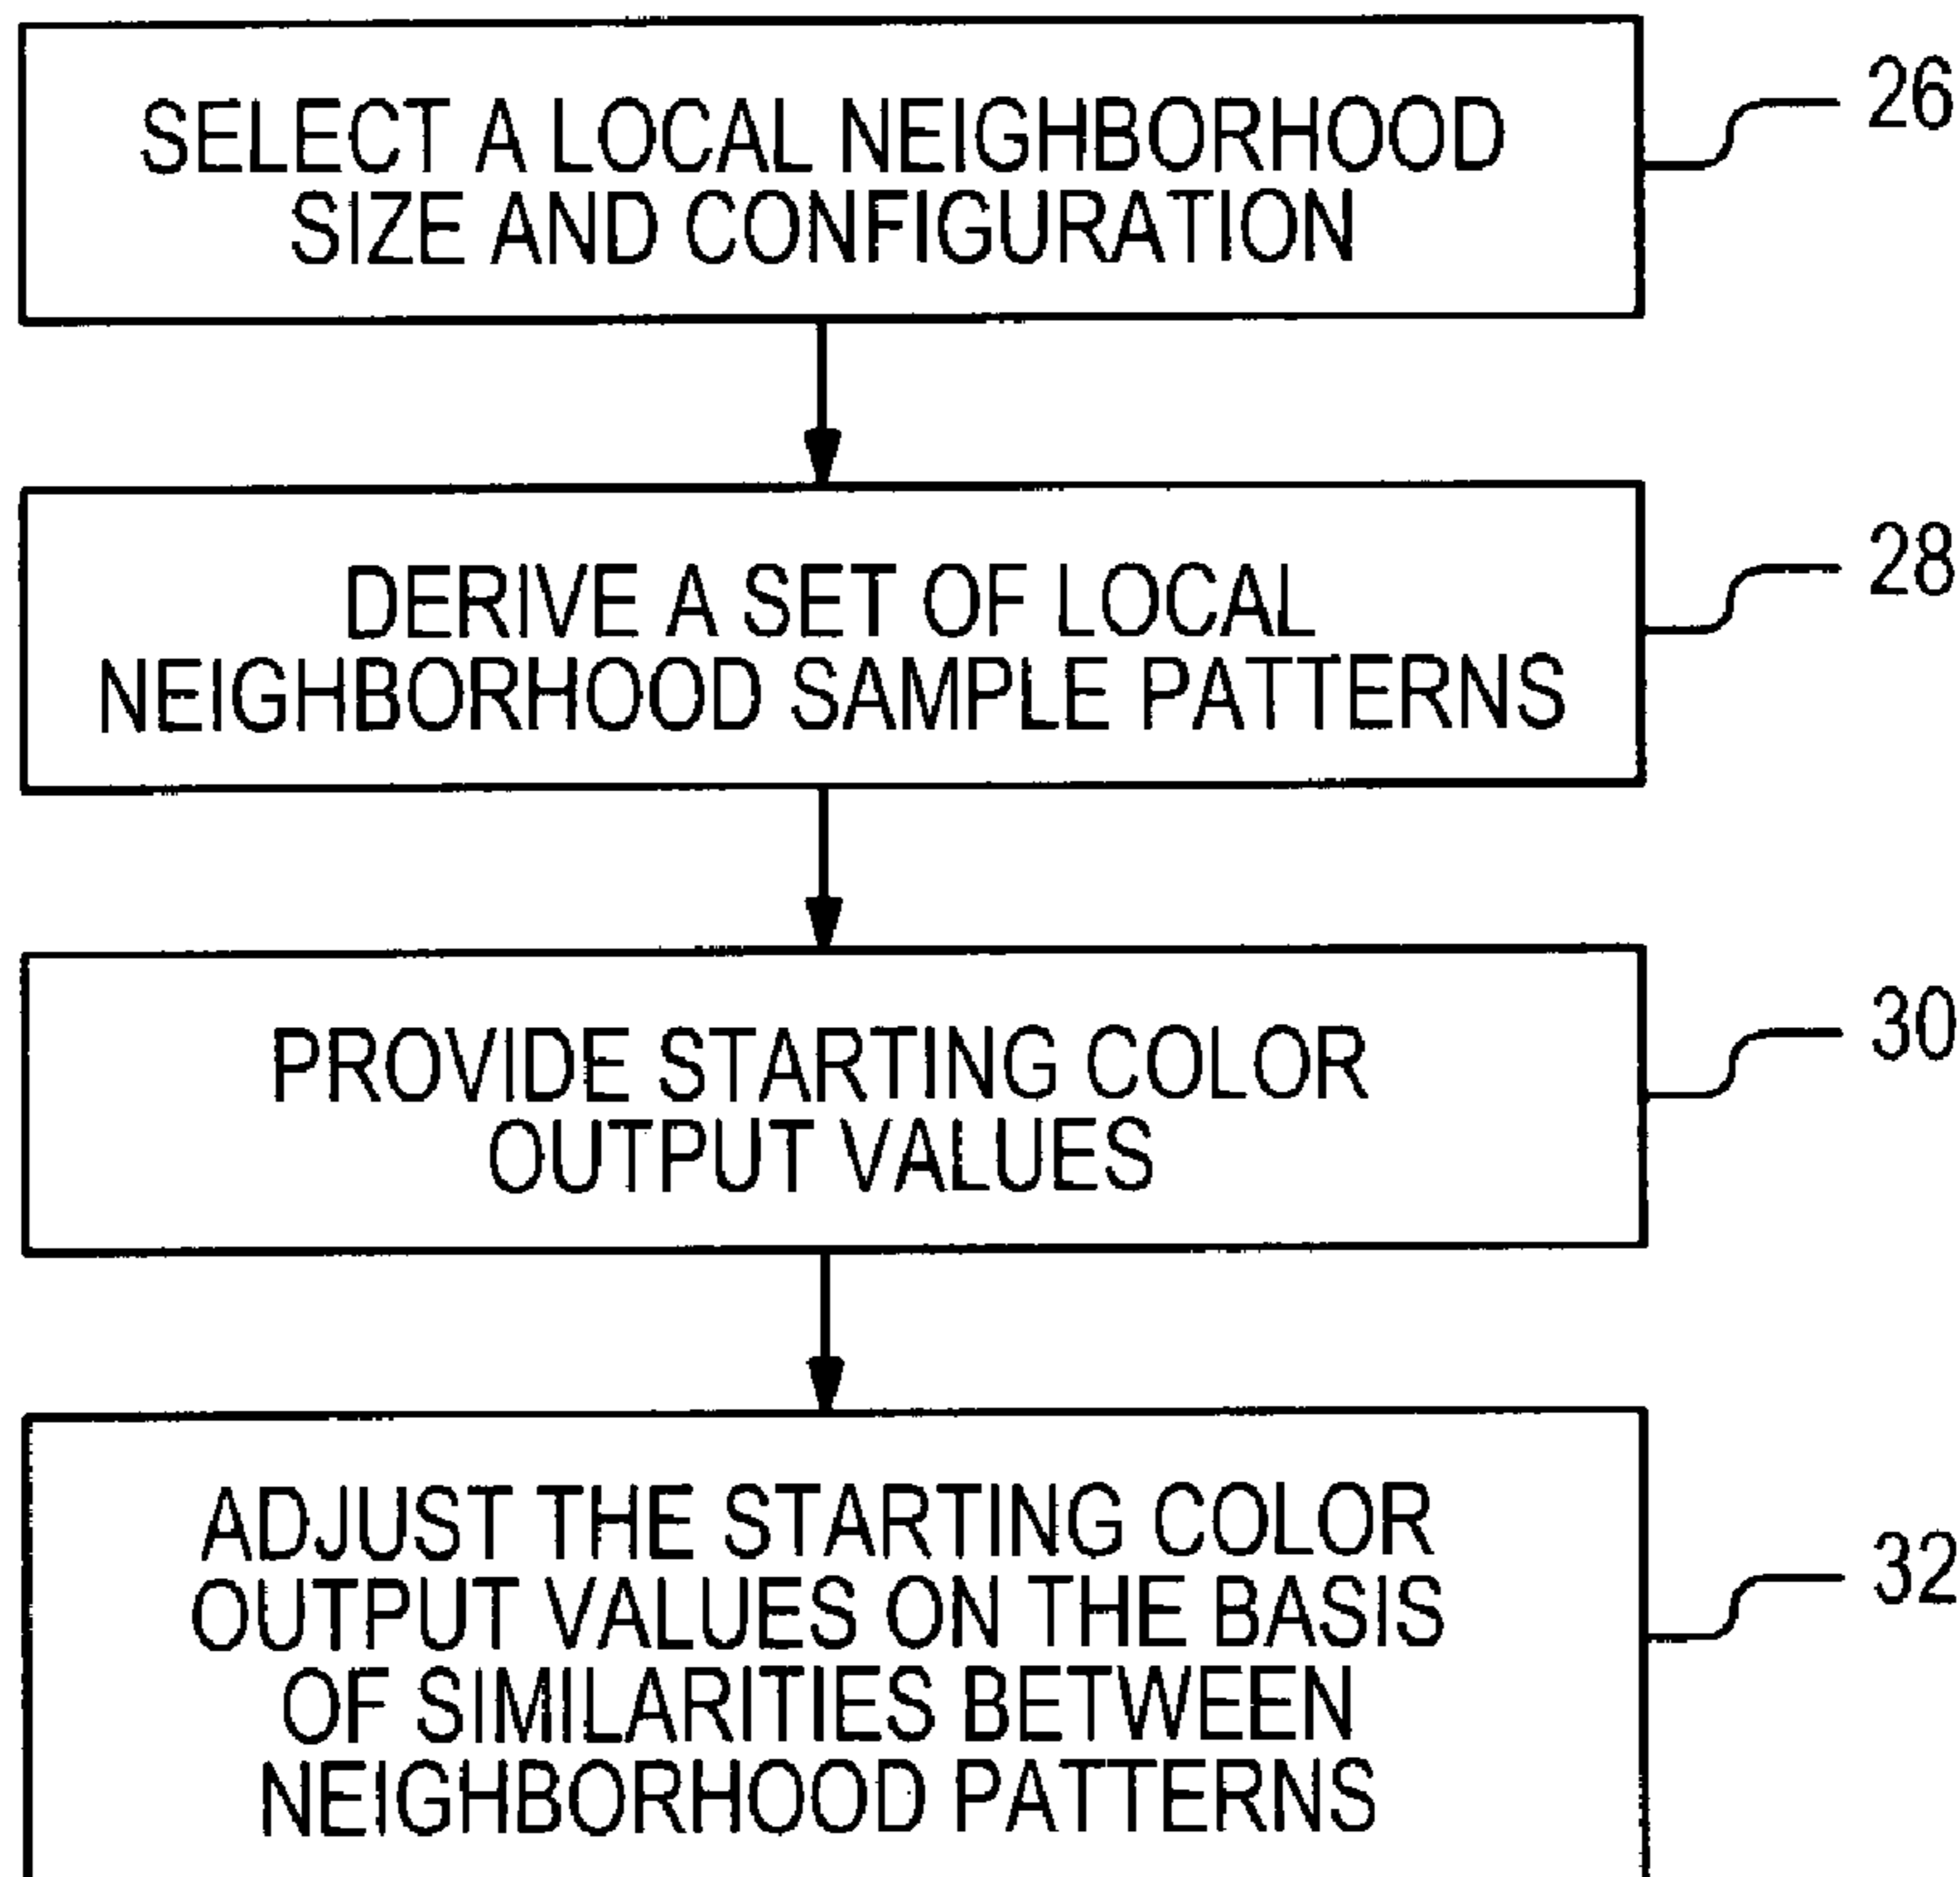 SELECT A LOCAL NEIGHBORHOOD
SIZE AND CONFIGURATION
26
DERIVE A SET OF LOCAL
NEIGHBORHOOD SAMPLE PATTERNS
28
PROVIDE STARTING COLOR
OUTPUT VALUES
30
ADJUST THE STARTING COLOR
OUTPUT VALUES ON THE BASIS
OF SIMILARITIES BETWEEN
NEIGHBORHOOD PATTERNS
32